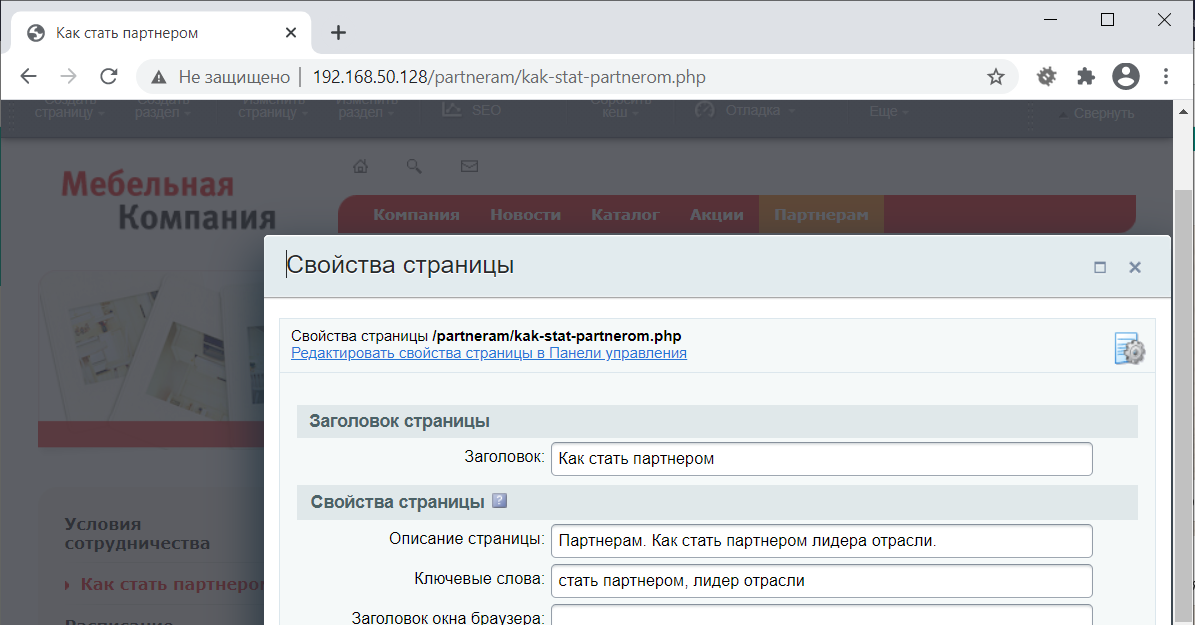 Как стать партнером
Не защищено | 192.168.50.128/partneram/kak-stat-partnerom.php
Создать Создать Изменить Изменить Сбросить
страницу раздел страницу раздел SEO кеш Отладка Еще Свернуть
Мебельная
Компания
Компания Новости Каталог Акции Партнерам
Свойства страницы
Свойства страницы /partneram/kak-stat-partnerom.php
Редактировать свойства страницы в Панели управления
Заголовок страницы
Заголовок: Как стать партнером
Свойства страницы ?
Описание страницы: Партнерам. Как стать партнером лидера отрасли.
Ключевые слова: стать партнером, лидер отрасли
Заголовок окна браузера:
Условия
сотрудничества
Как стать партнеро
Расписание